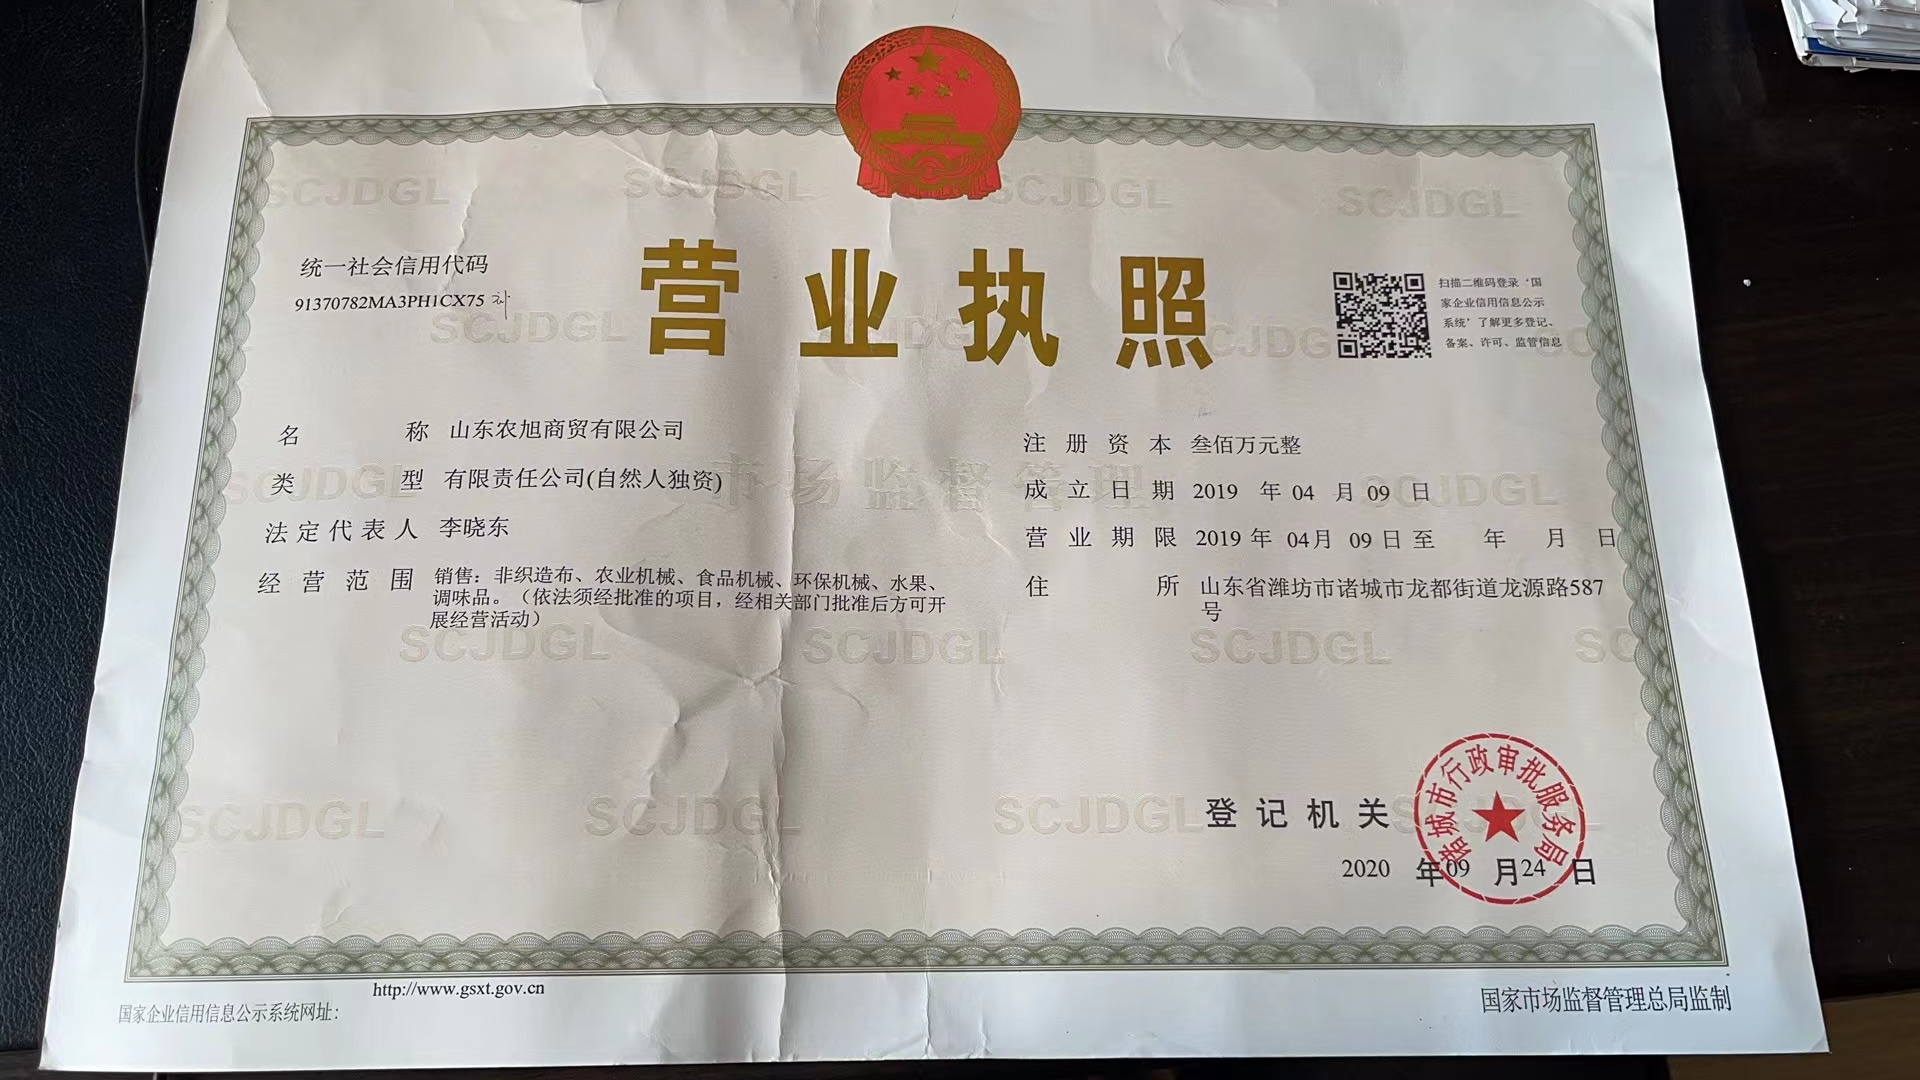 营业执照
统一社会信用代码
91370782MA3PH1CX75 补
扫描二维码登录‘国
家企业信用信息公示
系统’了解更多登记、
备案、许可、监管信息
名称 山东农旭商贸有限公司
类型 有限责任公司(自然人独资)
法定代表人 李晓东
经营范围 销售：非织造布、农业机械、食品机械、环保机械、水果、
调味品。（依法须经批准的项目，经相关部门批准后方可开
展经营活动）
注册资本 叁佰万元整
成立日期 2019 年 04 月 09 日
营业期限 2019 年 04月 09 日 至 年 月 日
住所 山东省潍坊市诸城市龙都街道龙源路587
号
市场监督管理
SCJDGL
登记机关
诸城市行政审批服务局
2020 年 09 月 24 日
http://www.gsxt.gov.cn
国家企业信用信息公示系统网址：
国家市场监督管理总局监制